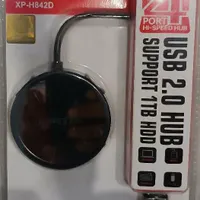 XP-H842D
4
PORT
HI-SPEED HUB
USB 2.0 HUB
SUPPORT 1TB HDD